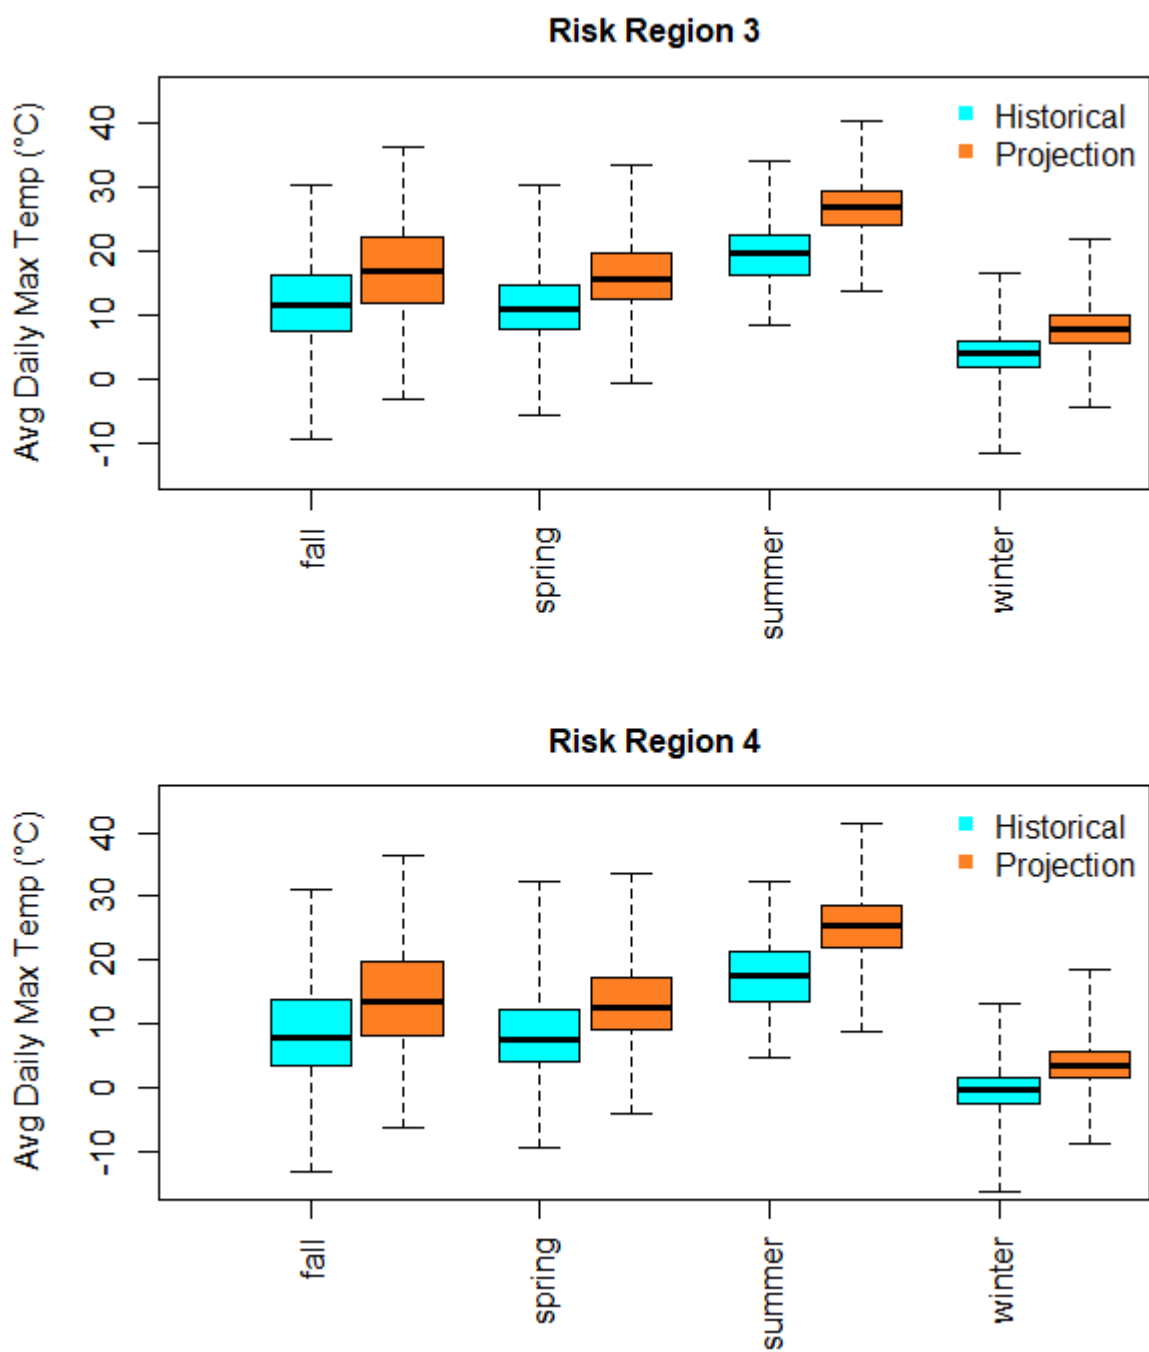 Risk Region 3
Avg Daily Max Temp (°C)
40
30
20
10
0
-10
Historical
Projection
fall
spring
summer
winter
Risk Region 4
Avg Daily Max Temp (°C)
40
30
20
10
0
-10
Historical
Projection
fall
spring
summer
winter